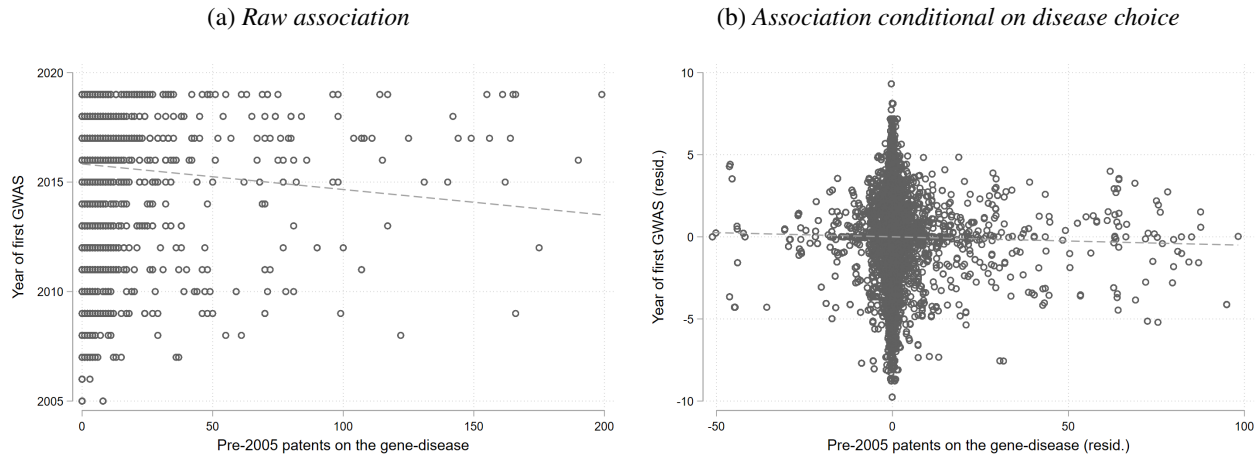 (a) Raw association
Year of first GWAS
2020
2015
2010
2005
0 50 100 150 200
Pre-2005 patents on the gene-disease
(b) Association conditional on disease choice
Year of first GWAS (resid.)
10
5
0
-5
-10
-50 0 50 100
Pre-2005 patents on the gene-disease (resid.)